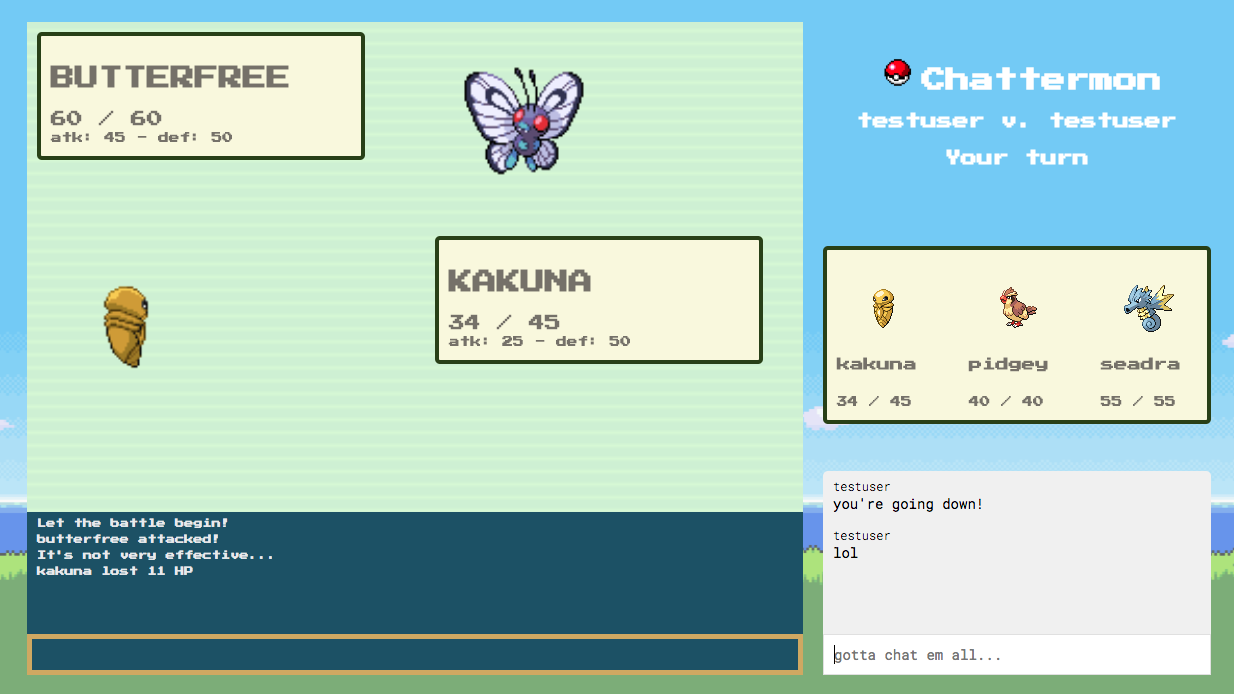 BUTTERFREE
60 / 60
atk: 45 - def: 50
KAKUNA
34 / 45
atk: 25 - def: 50
Let the battle begin!
butterfree attacked!
It's not very effective...
kakuna lost 11 HP
Chattermon
testuser v. testuser
Your turn
kakuna pidgey seadra
34 / 45 40 / 40 55 / 55
testuser
you're going down!
testuser
lol
gotta chat em all...